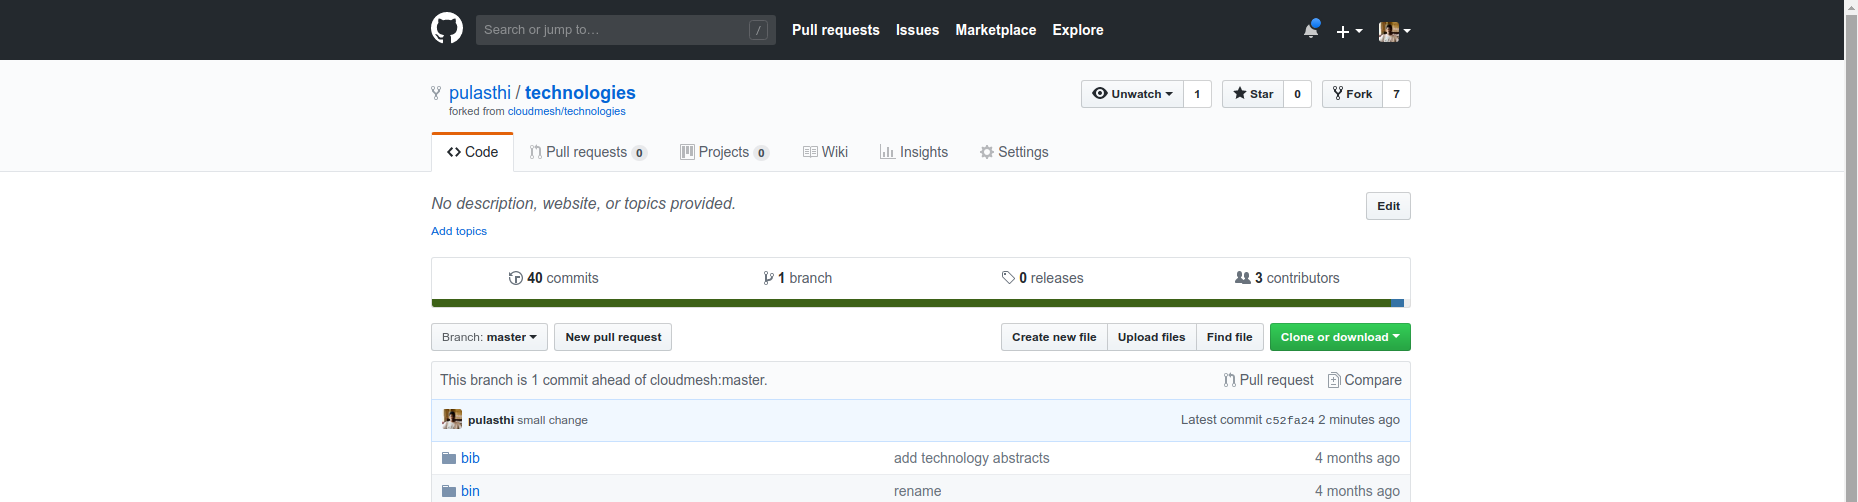 Search or jump to… / Pull requests Issues Marketplace Explore
pulasthi / technologies Unwatch 1 Star 0 Fork 7
forked from cloudmesh/technologies
Code Pull requests 0 Projects 0 Wiki Insights Settings
No description, website, or topics provided. Edit
Add topics
40 commits 1 branch 0 releases 3 contributors
Branch: master New pull request Create new file Upload files Find file Clone or download
This branch is 1 commit ahead of cloudmesh:master. Pull request Compare
pulasthi small change Latest commit c52fa24 2 minutes ago
bib add technology abstracts 4 months ago
bin rename 4 months ago